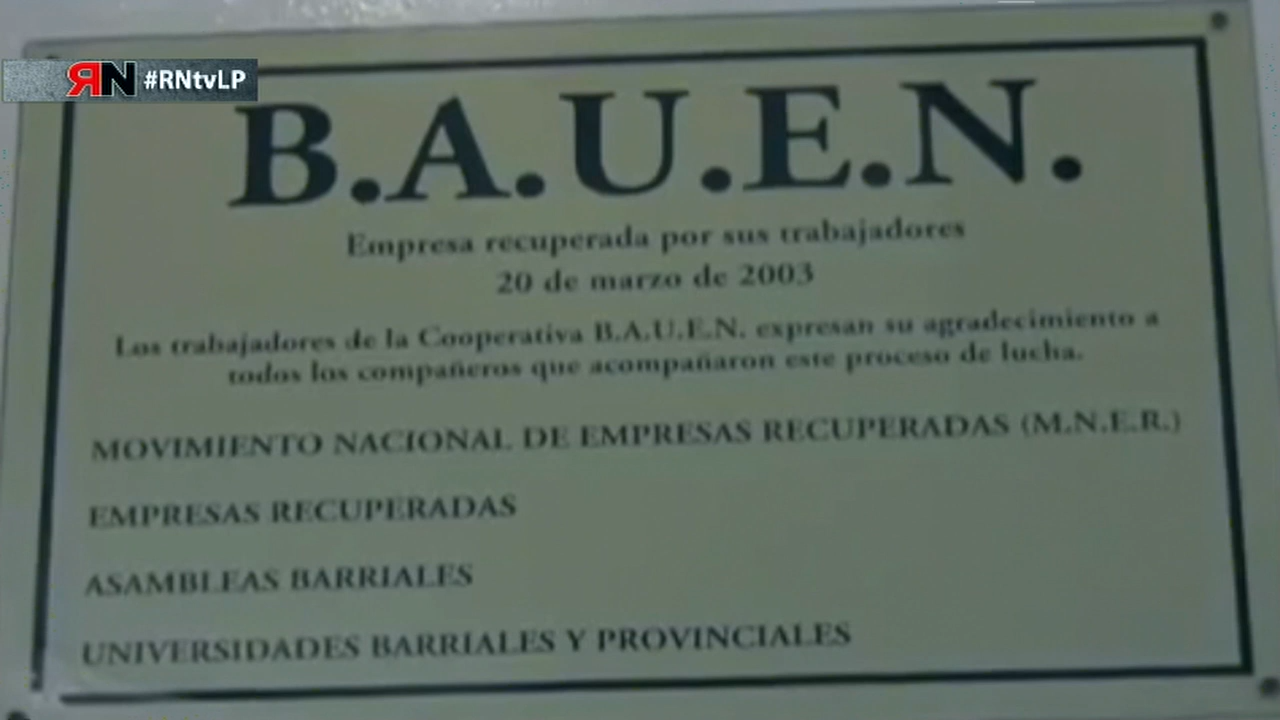 ЯN #RNtvLP
B.A.U.E.N.
Empresa recuperada por sus trabajadores
20 de marzo de 2003
Los trabajadores de la Cooperativa B.A.U.E.N. expresan su agradecimiento a
todos los compañeros que acompañaron este proceso de lucha.
MOVIMIENTO NACIONAL DE EMPRESAS RECUPERADAS (M.N.E.R.)
EMPRESAS RECUPERADAS
ASAMBLEAS BARRIALES
UNIVERSIDADES BARRIALES Y PROVINCIALES